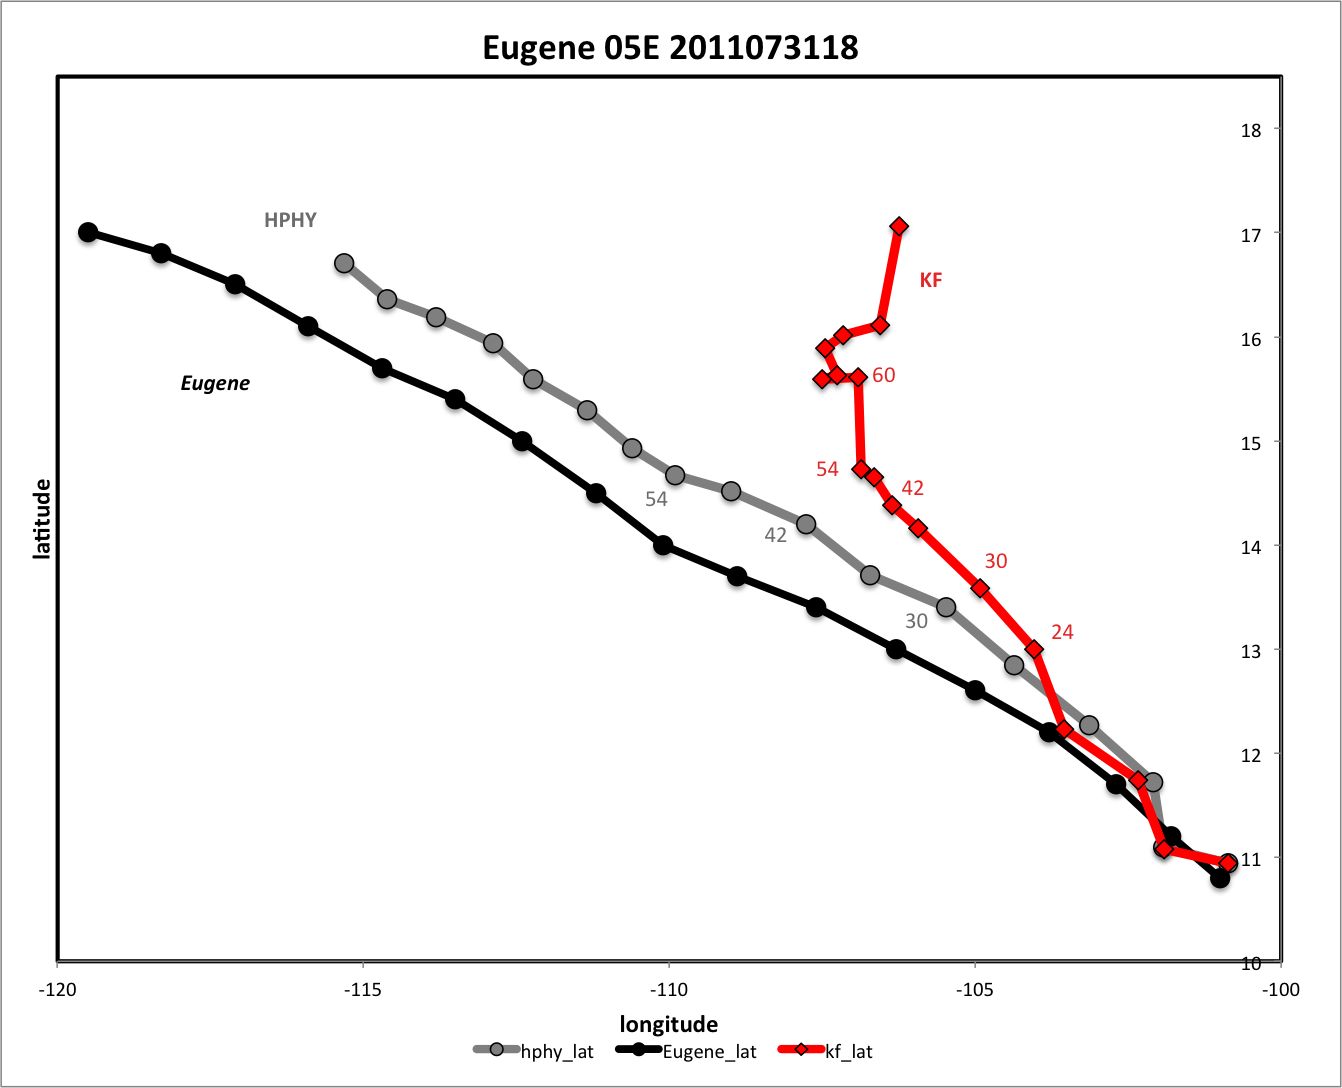 Eugene 05E 2011073118
18
HPHY
17
KF
16
Eugene
60
15
54
42
54
42
14
30
30
24
13
12
11
10
latitude
-120
-115
-110
-105
-100
longitude
hphy_lat
Eugene_lat
kf_lat